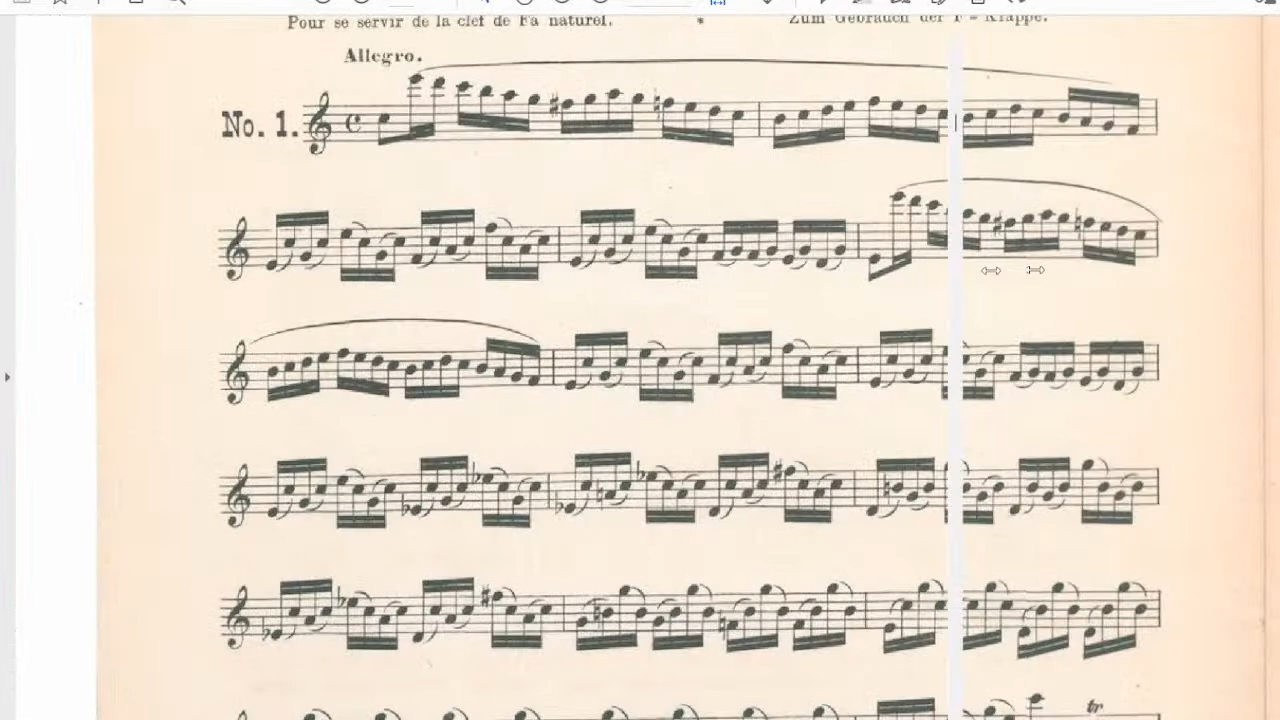 Pour se servir de la clef de Fa naturel. * Zum Gebrauch der F = Klappe.
Allegro.
No. 1.
tr